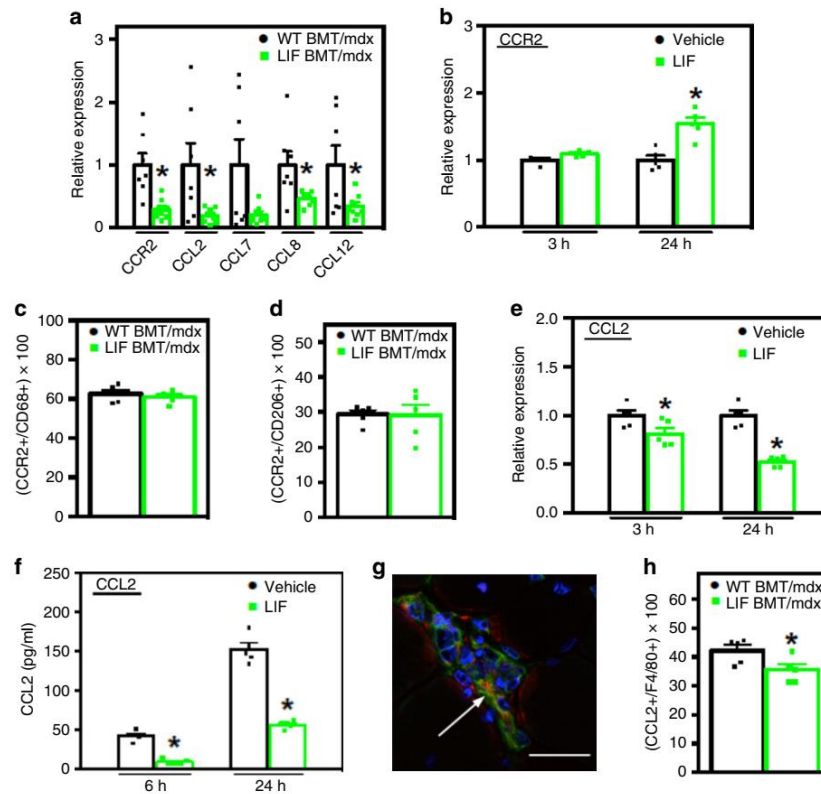 a
WT BMT/mdx
LIF BMT/mdx
Relative expression
3
2
1
0
CCR2
CCL2
CCL7
CCL8
CCL12
* * * *
b
CCR2
Vehicle
LIF
Relative expression
3
2
1
0
*
3 h 24 h
c
WT BMT/mdx
LIF BMT/mdx
(CCR2+/CD68+) × 100
100
80
60
40
20
0
d
WT BMT/mdx
LIF BMT/mdx
(CCR2+/CD206+) × 100
50
40
30
20
10
0
e
CCL2
Vehicle
LIF
Relative expression
2.0
1.5
1.0
0.5
0.0
* *
3 h 24 h
f
CCL2
Vehicle
LIF
CCL2 (pg/ml)
250
200
150
100
50
0
* *
6 h 24 h
g
h
WT BMT/mdx
LIF BMT/mdx
(CCL2+/F4/80+) × 100
60
50
40
30
20
10
0
*